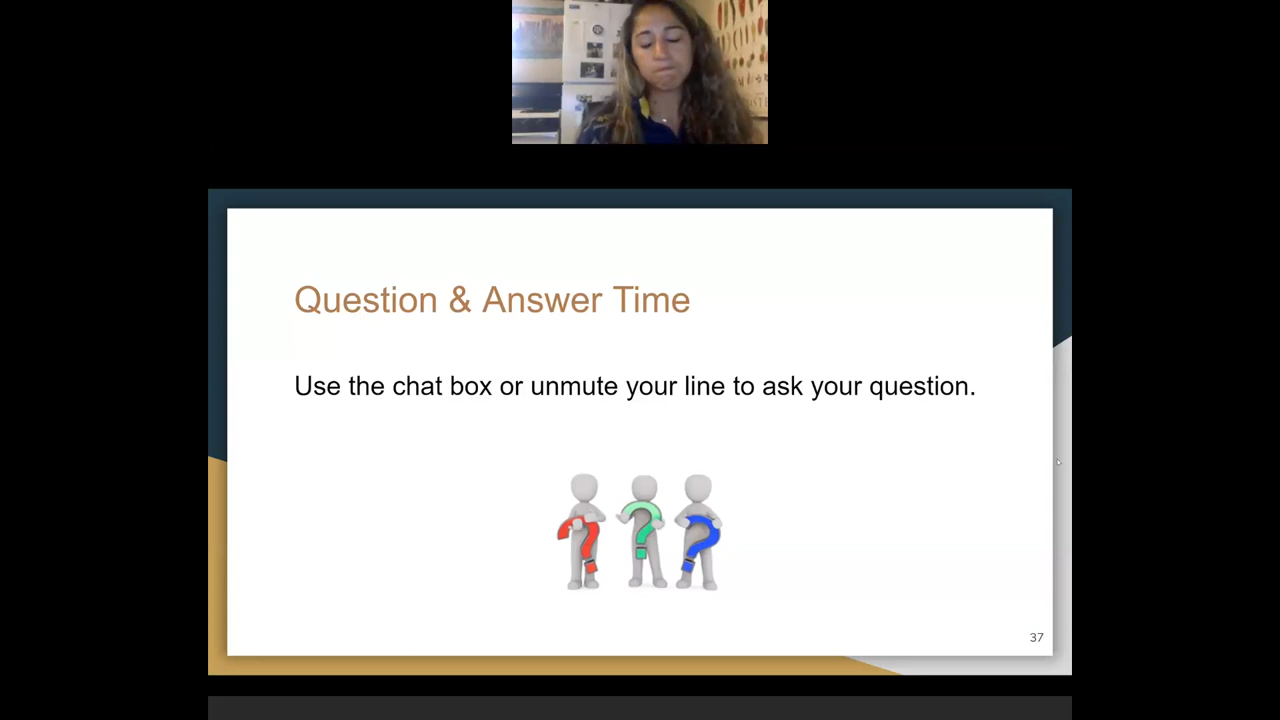 Question & Answer Time
Use the chat box or unmute your line to ask your question.
37